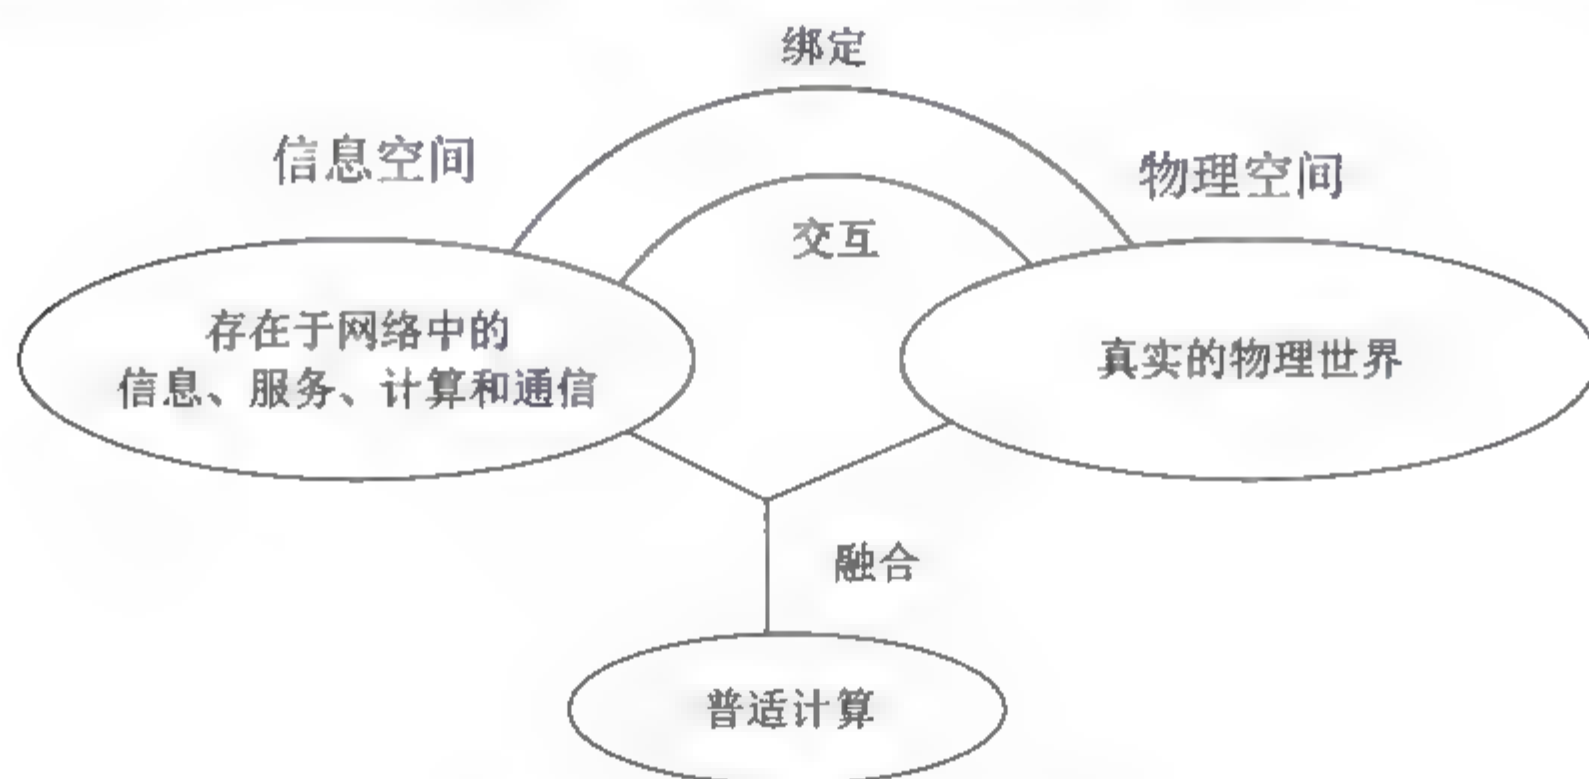 绑定
信息空间
物理空间
交互
存在于网络中的
信息、服务、计算和通信
真实的物理世界
融合
普适计算